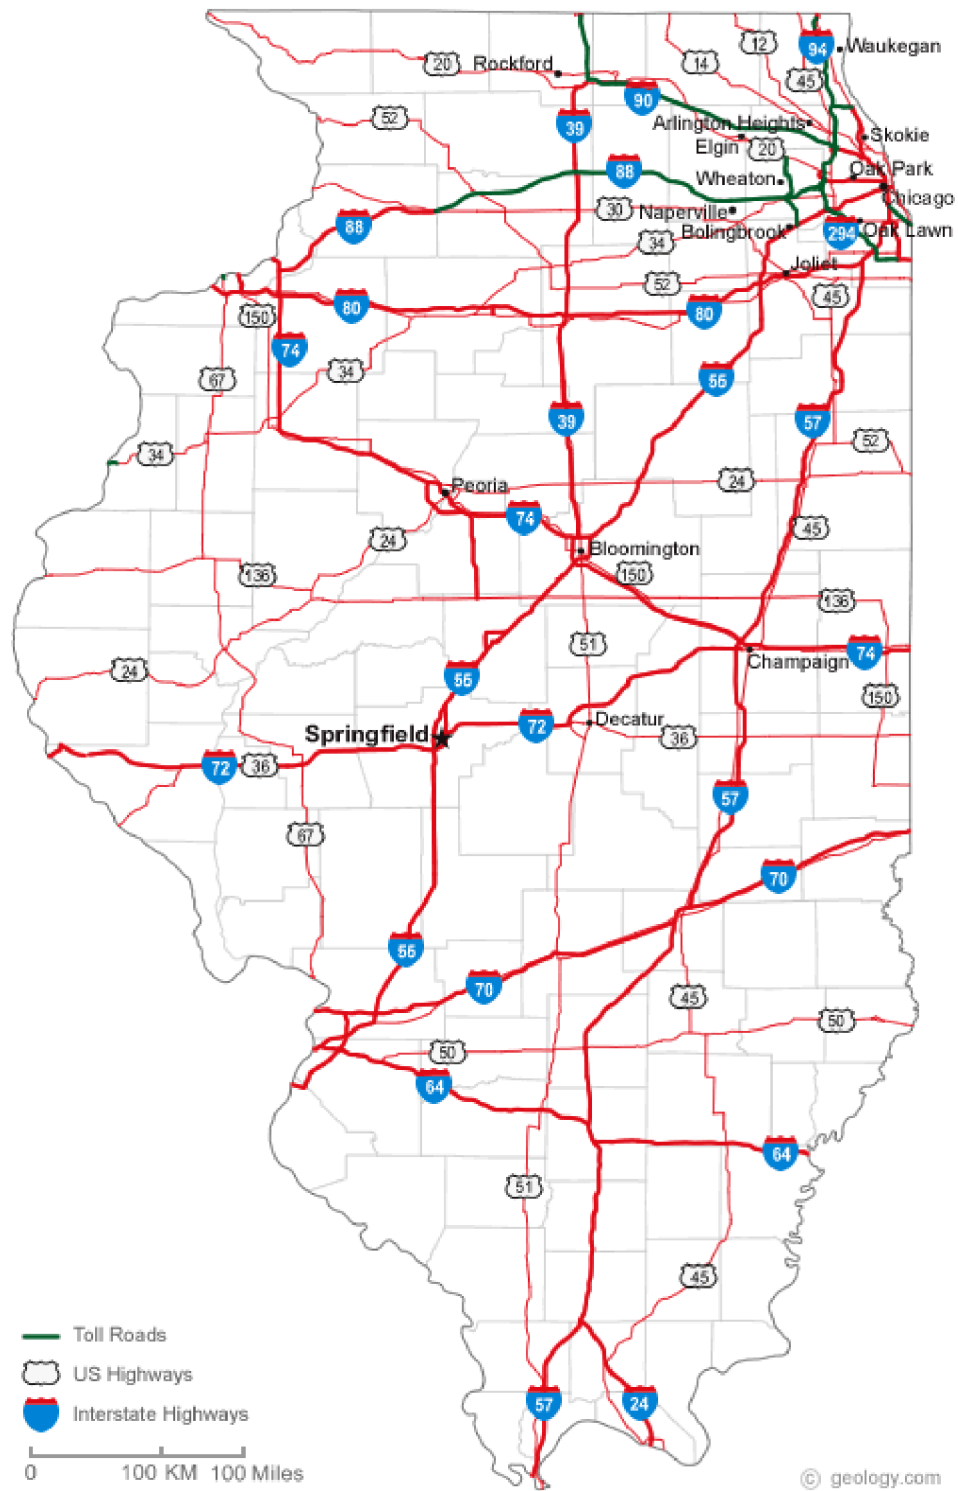 12
94
Waukegan
20
Rockford
14
45
90
52
39
Arlington Heights
Skokie
Elgin
20
88
Wheaton
Oak Park
Chicago
30
Naperville
88
Bolingbrook
294
Oak Lawn
34
Joliet
52
45
80
150
80
74
34
67
55
39
57
52
34
24
Peoria
74
45
24
Bloomington
136
150
136
51
74
Champaign
24
55
150
Decatur
72
36
Springfield
72
36
57
67
70
55
70
45
50
50
64
64
51
45
Toll Roads
US Highways
57
24
Interstate Highways
0 100 KM 100 Miles
© geology.com